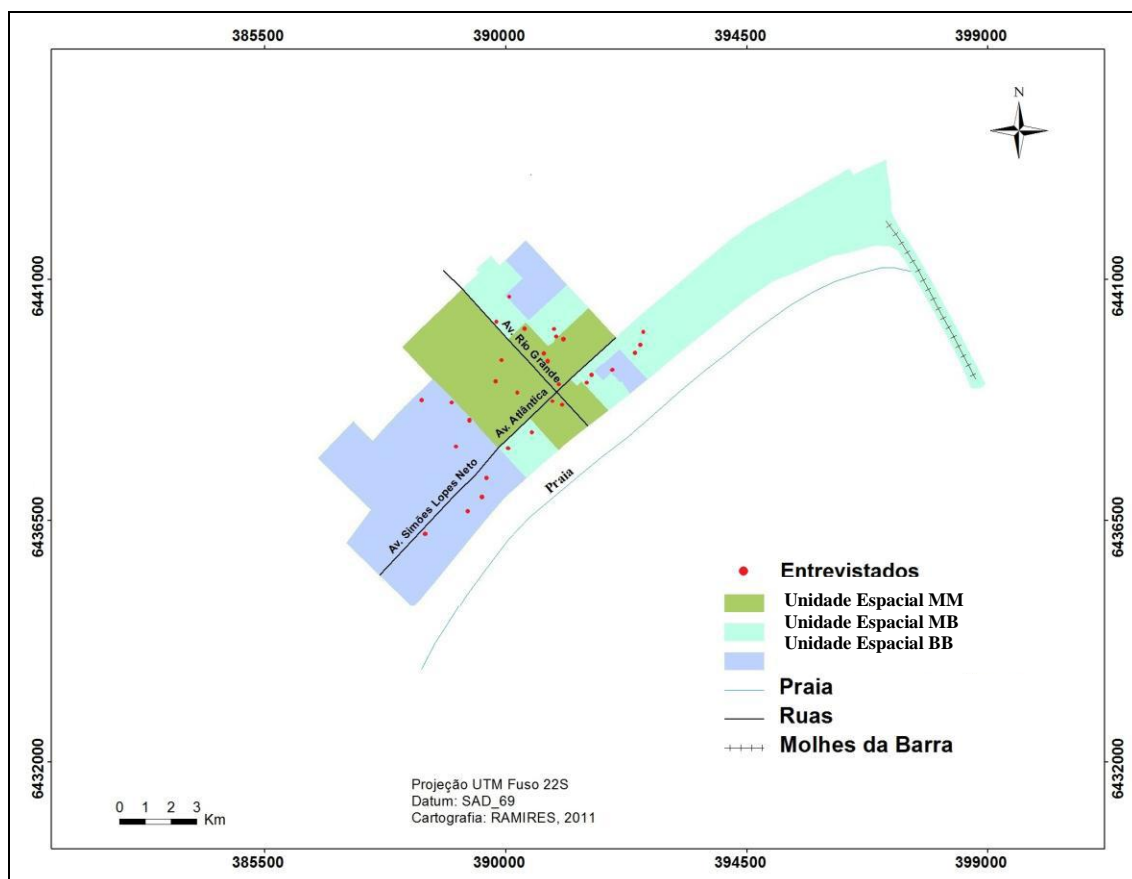 385500 390000 394500 399000
N
6441000 6441000
Av. Rio Grande
Av. Atlântica
Av. Simões Lopes Neto
Praia
6436500 6436500
Entrevistados
Unidade Espacial MM
Unidade Espacial MB
Unidade Espacial BB
Praia
Ruas
Molhes da Barra
6432000 6432000
Projeção UTM Fuso 22S
Datum: SAD_69
Cartografia: RAMIRES, 2011
0 1 2 3
Km
385500 390000 394500 399000